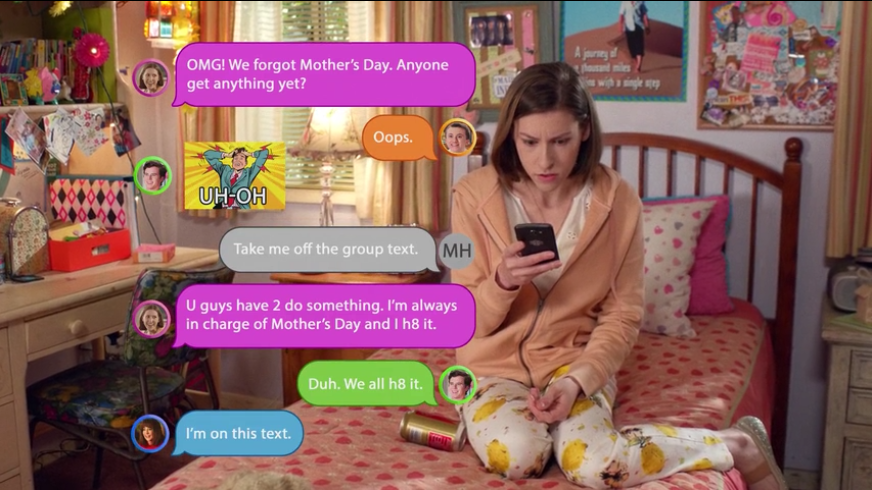 OMG! We forgot Mother's Day. Anyone
get anything yet?
Oops.
UH-OH
Take me off the group text.
MH
U guys have 2 do something. I'm always
in charge of Mother's Day and I h8 it.
Duh. We all h8 it.
I'm on this text.
A journey of
a thousand miles
with a single step